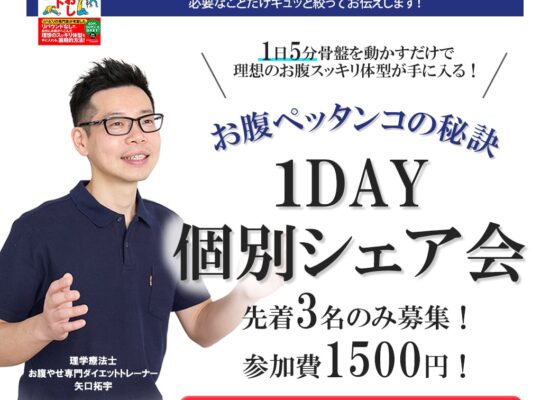 必要なことだけギュッと絞ってお伝えします！
1日5分骨盤を動かすだけで
理想のお腹スッキリ体型が手に入る！
お腹ペッタンコの秘訣
1DAY
個別シェア会
先着3名のみ募集！
参加費1500円！
理学療法士
お腹やせ専門ダイエットトレーナー
矢口拓宇